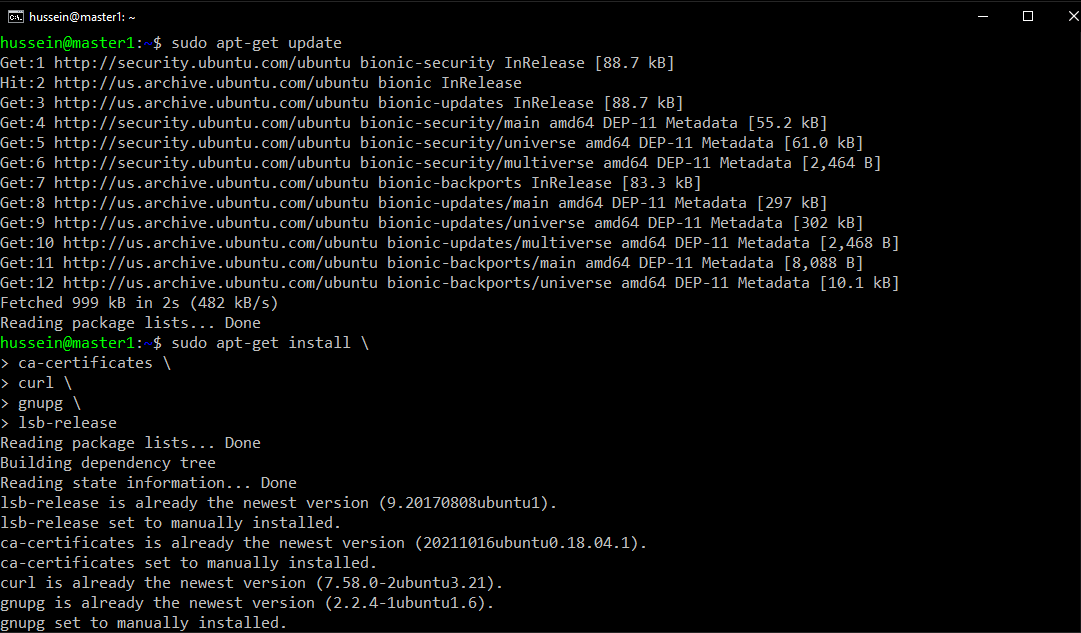 hussein@master1: ~
hussein@master1:~$ sudo apt-get update
Get:1 http://security.ubuntu.com/ubuntu bionic-security InRelease [88.7 kB]
Hit:2 http://us.archive.ubuntu.com/ubuntu bionic InRelease
Get:3 http://us.archive.ubuntu.com/ubuntu bionic-updates InRelease [88.7 kB]
Get:4 http://security.ubuntu.com/ubuntu bionic-security/main amd64 DEP-11 Metadata [55.2 kB]
Get:5 http://security.ubuntu.com/ubuntu bionic-security/universe amd64 DEP-11 Metadata [61.0 kB]
Get:6 http://security.ubuntu.com/ubuntu bionic-security/multiverse amd64 DEP-11 Metadata [2,464 B]
Get:7 http://us.archive.ubuntu.com/ubuntu bionic-backports InRelease [83.3 kB]
Get:8 http://us.archive.ubuntu.com/ubuntu bionic-updates/main amd64 DEP-11 Metadata [297 kB]
Get:9 http://us.archive.ubuntu.com/ubuntu bionic-updates/universe amd64 DEP-11 Metadata [302 kB]
Get:10 http://us.archive.ubuntu.com/ubuntu bionic-updates/multiverse amd64 DEP-11 Metadata [2,468 B]
Get:11 http://us.archive.ubuntu.com/ubuntu bionic-backports/main amd64 DEP-11 Metadata [8,088 B]
Get:12 http://us.archive.ubuntu.com/ubuntu bionic-backports/universe amd64 DEP-11 Metadata [10.1 kB]
Fetched 999 kB in 2s (482 kB/s)
Reading package lists... Done
hussein@master1:~$ sudo apt-get install \
> ca-certificates \
> curl \
> gnupg \
> lsb-release
Reading package lists... Done
Building dependency tree
Reading state information... Done
lsb-release is already the newest version (9.20170808ubuntu1).
lsb-release set to manually installed.
ca-certificates is already the newest version (20211016ubuntu0.18.04.1).
ca-certificates set to manually installed.
curl is already the newest version (7.58.0-2ubuntu3.21).
gnupg is already the newest version (2.2.4-1ubuntu1.6).
gnupg set to manually installed.